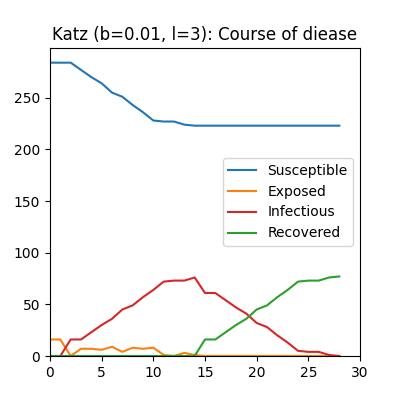 Katz (b=0.01, l=3): Course of diease
250
200
150
100
50
0
Susceptible
Exposed
Infectious
Recovered
0 5 10 15 20 25 30